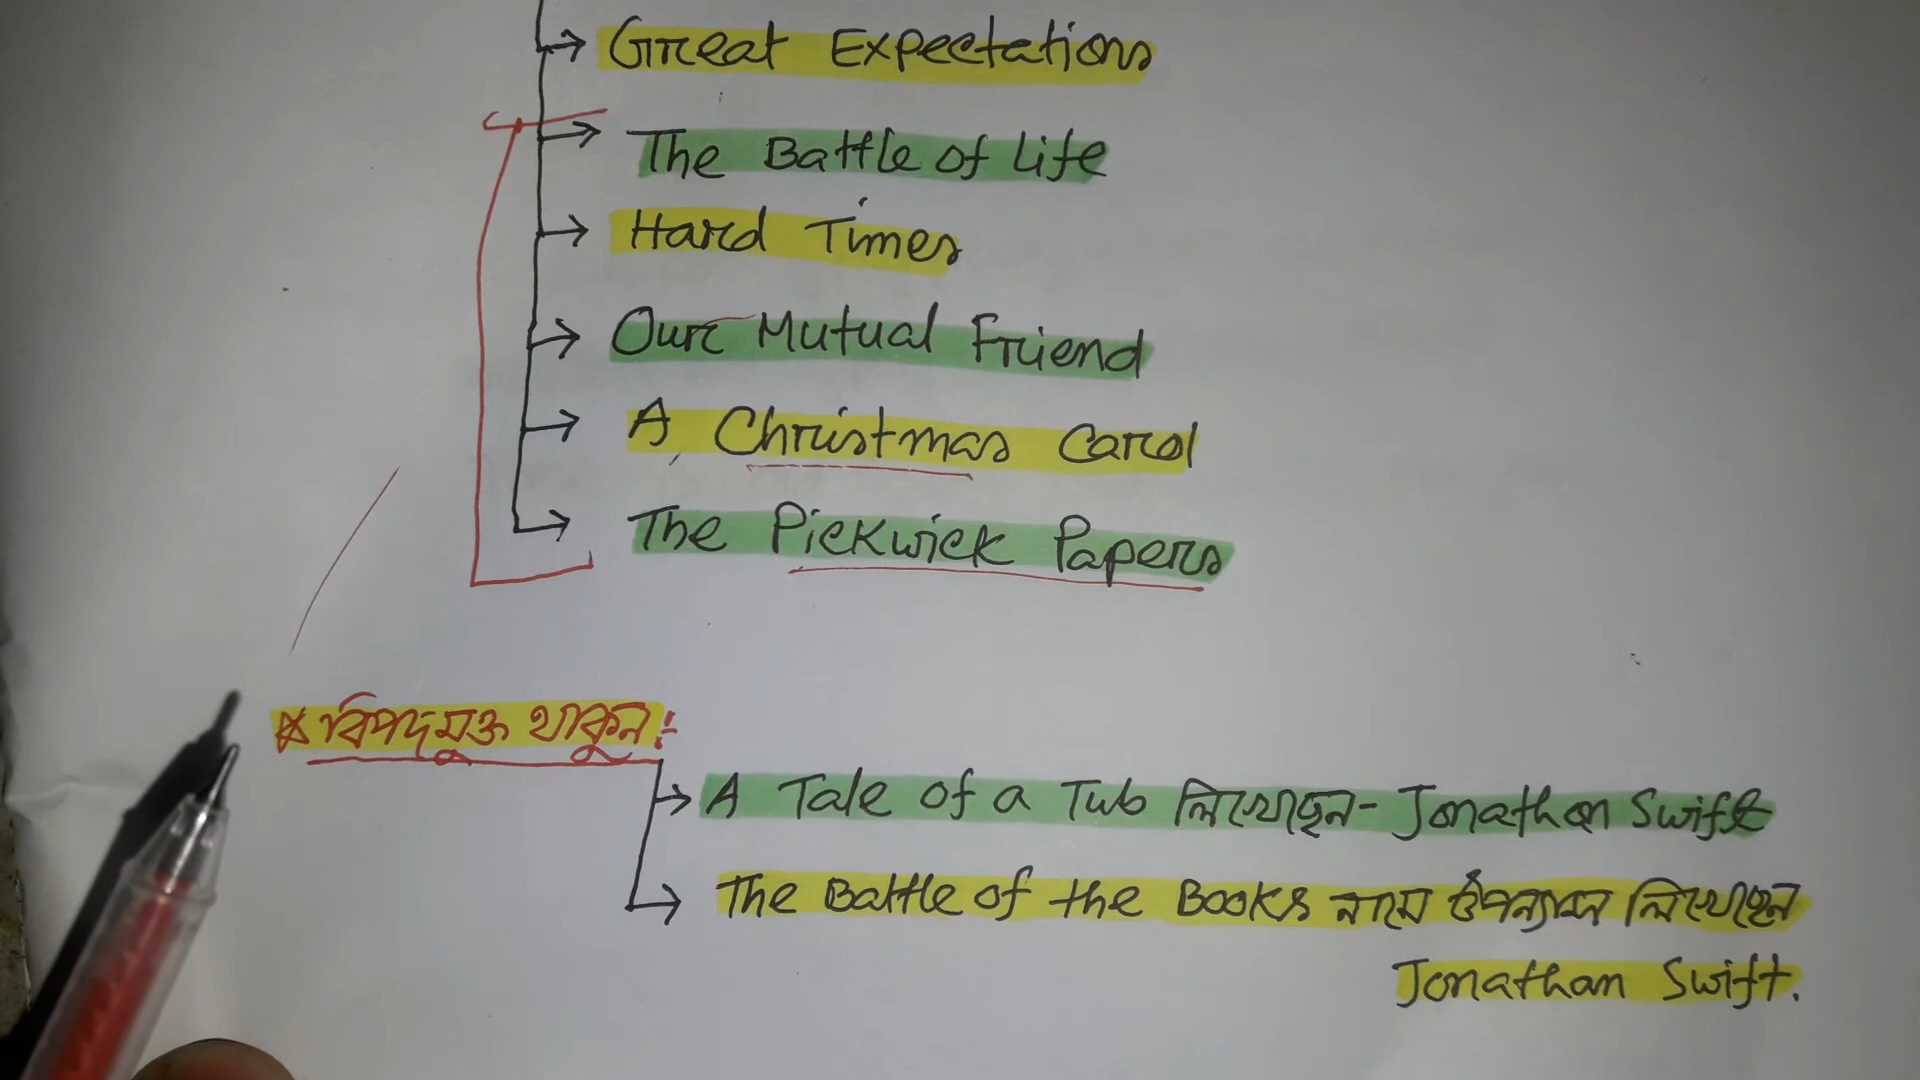 Great Expectations
The Battle of Life
Hard Times
Our Mutual Friend
A Christmas Carol
The Pickwick Papers
* বিপদমুক্ত থাকুন:
A Tale of a Tub লিখেছেন- Jonathan Swift
The Battle of the Books নামে উপন্যাস লিখেছেন
Jonathan Swift.